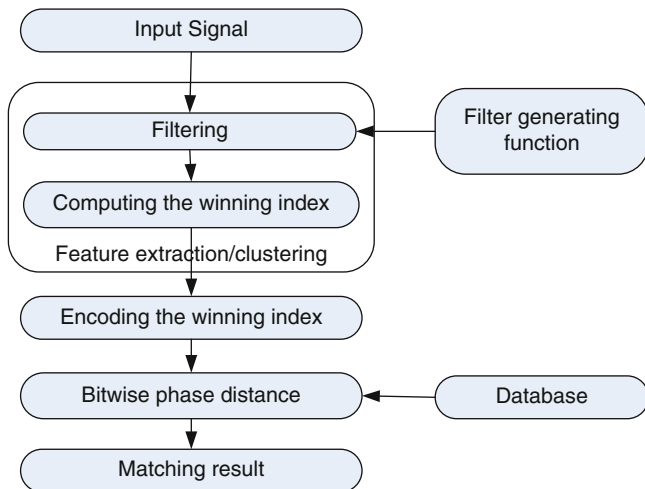 Input Signal
Filtering
Filter generating
function
Computing the winning index
Feature extraction/clustering
Encoding the winning index
Bitwise phase distance
Database
Matching result